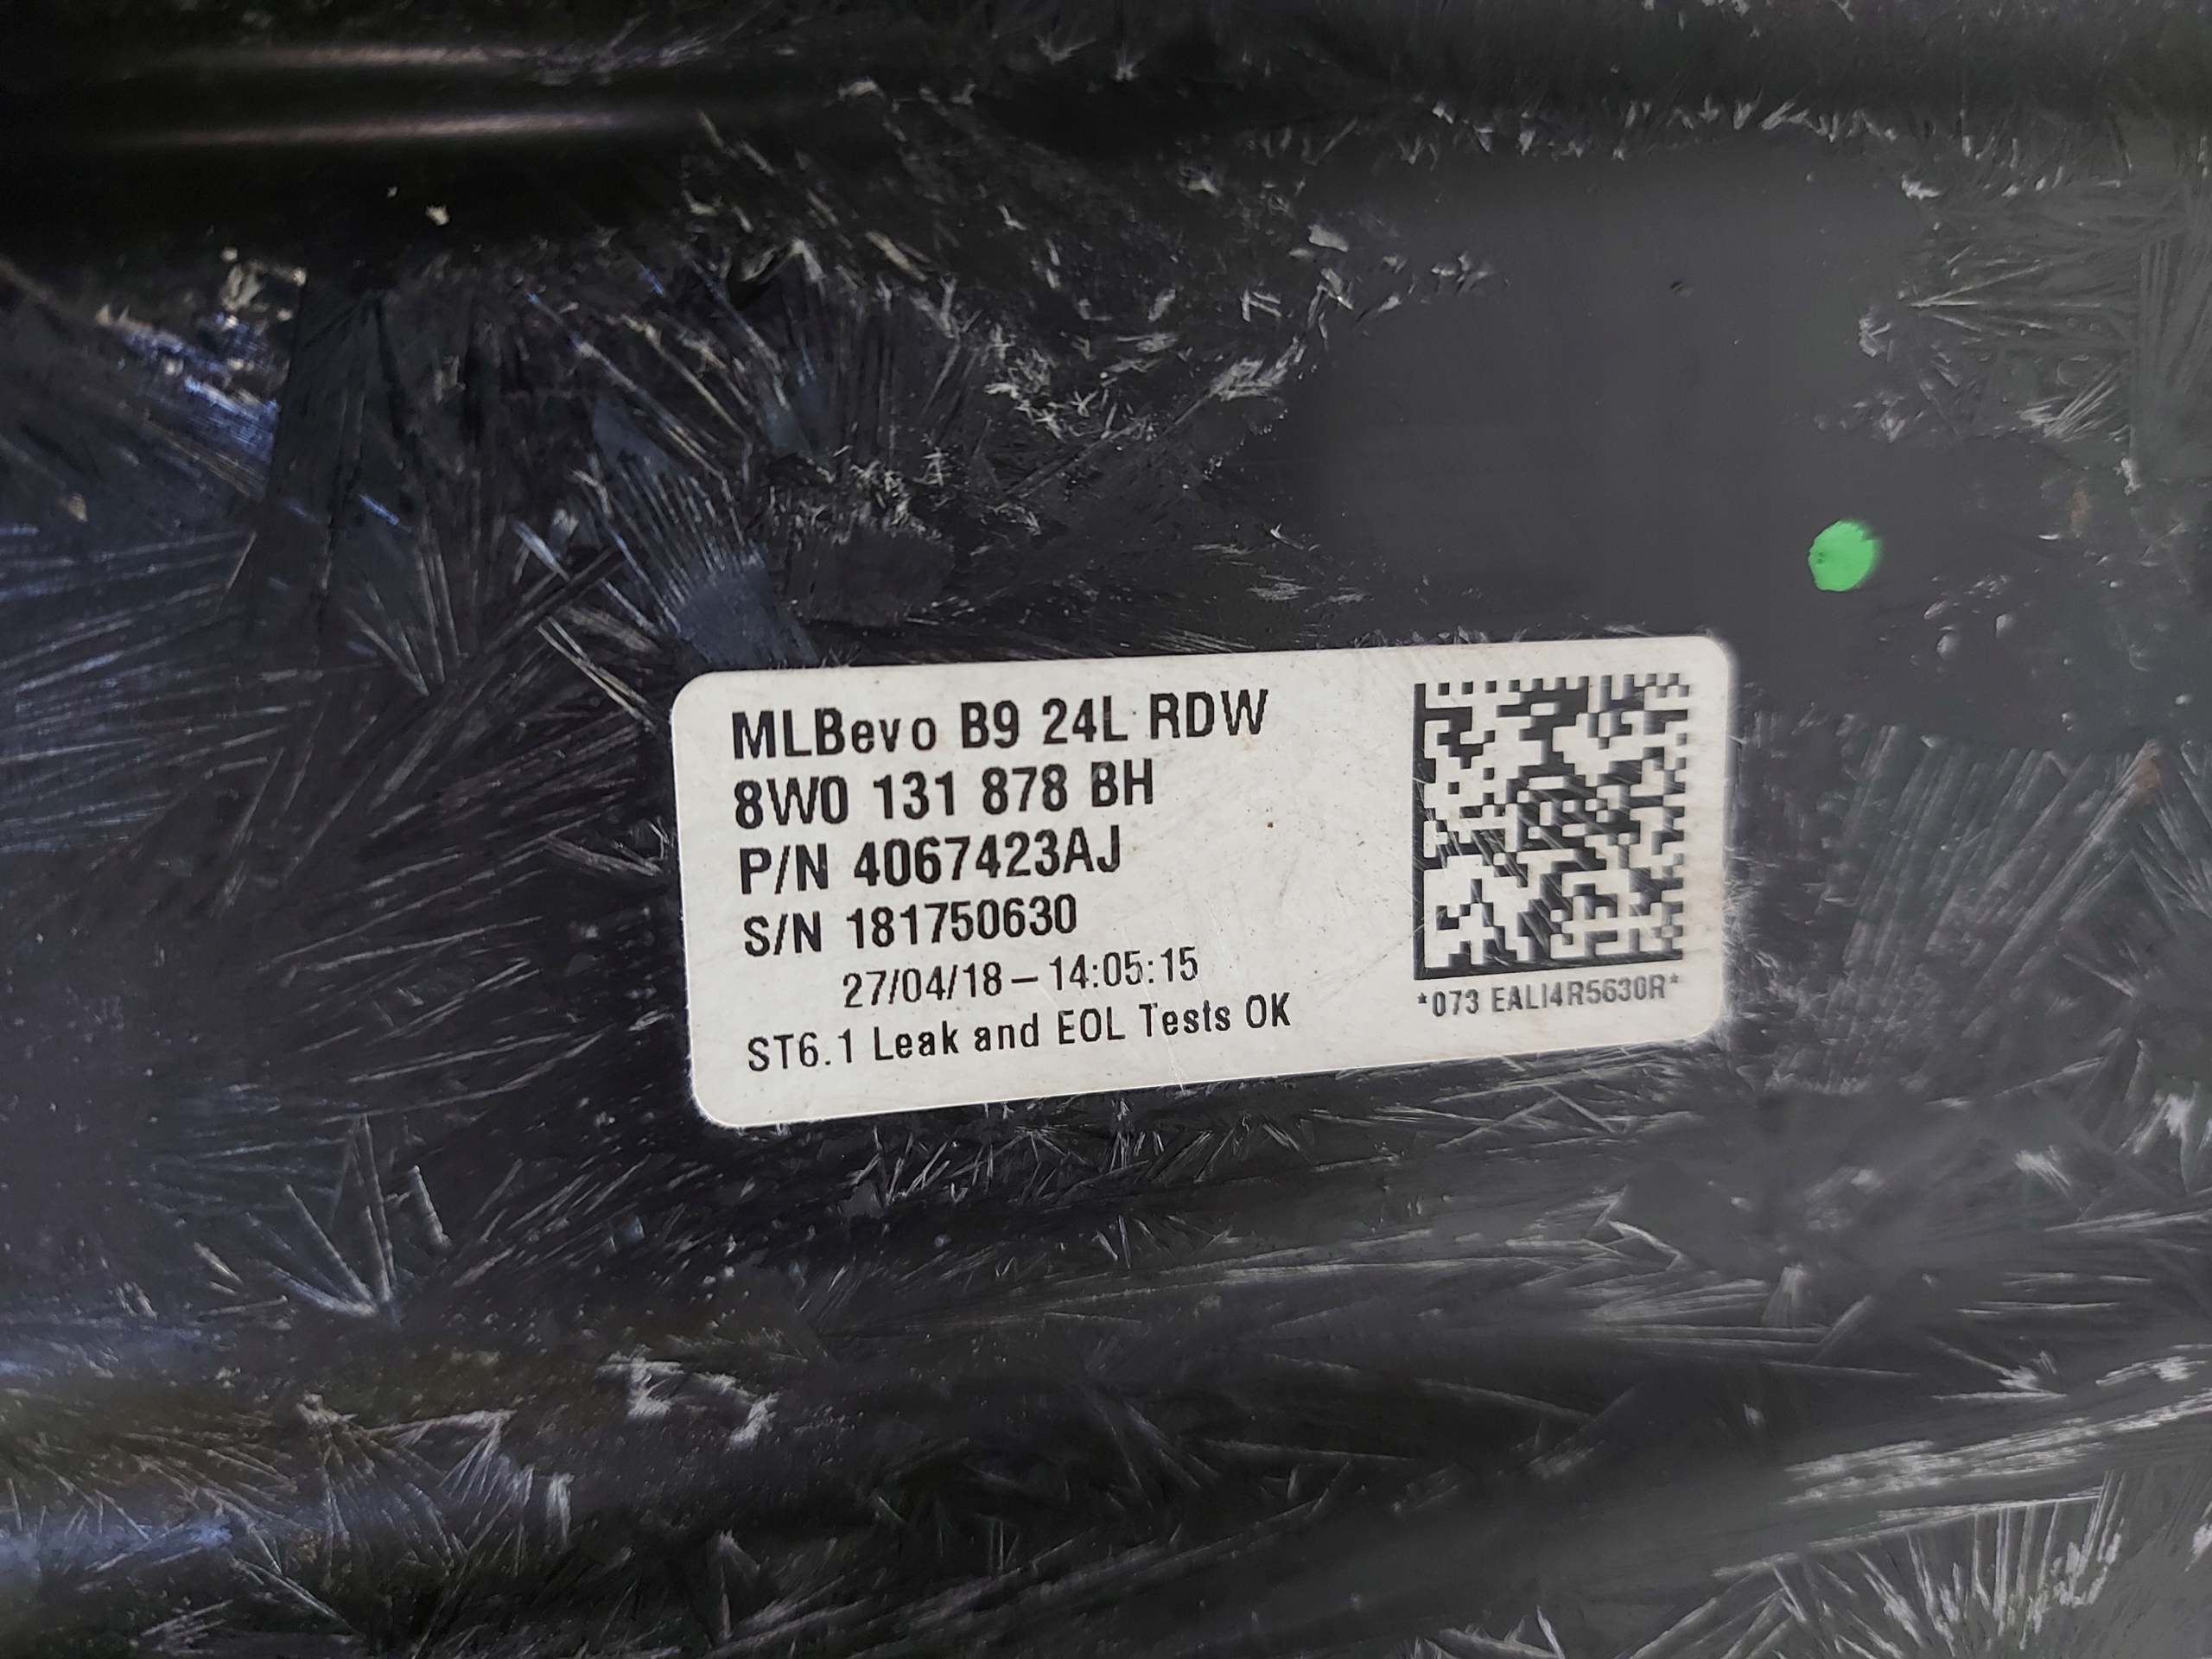 MLBevo B9 24L RDW
8W0 131 878 BH
P/N 4067423AJ
S/N 181750630
27/04/18 – 14:05:15
ST6.1 Leak and EOL Tests OK
*073 EALI4R5630R*